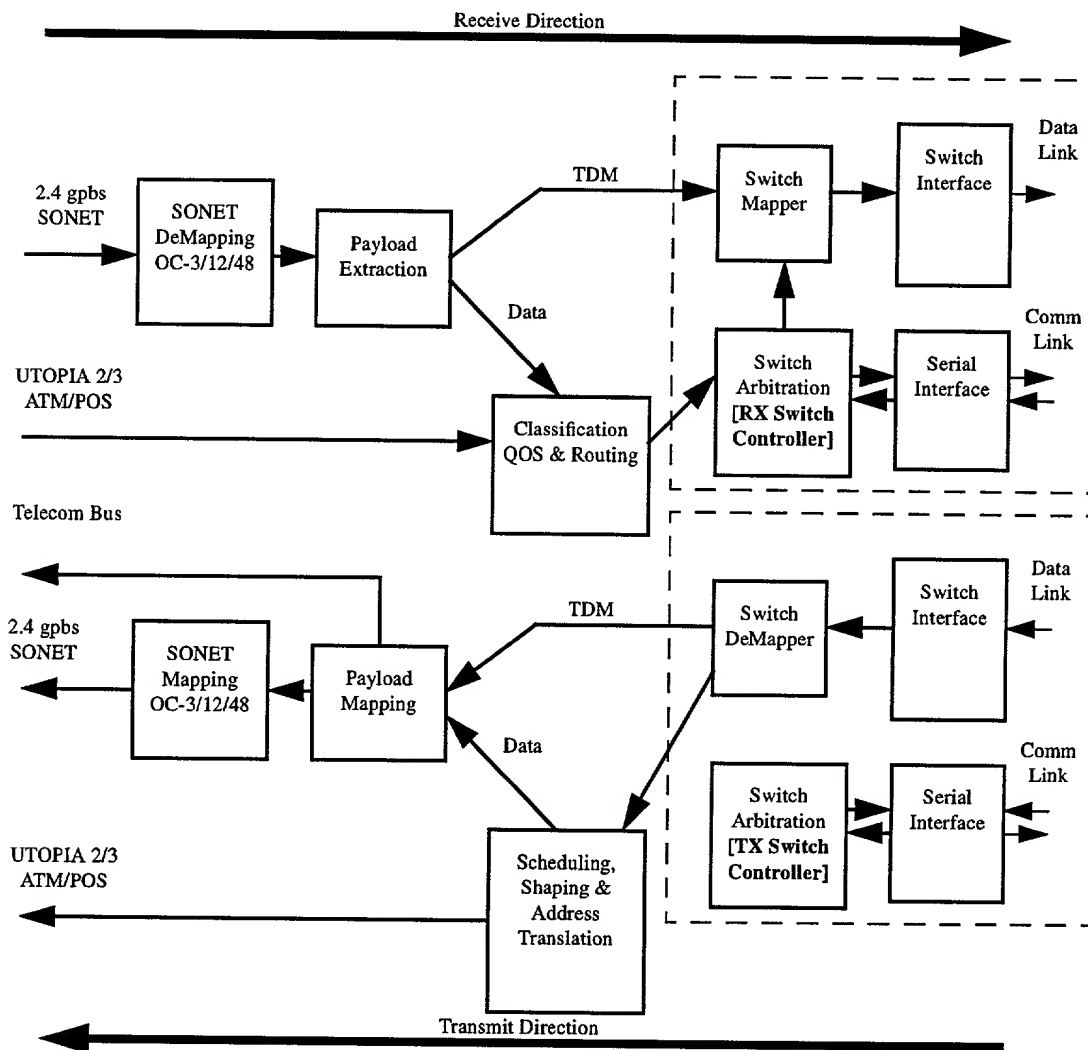 Receive Direction
Data
Link
2.4 gpbs
SONET
SONET
DeMapping
OC-3/12/48
Payload
Extraction
TDM
Data
Switch
Mapper
Switch
Interface
Comm
Link
UTOPIA 2/3
ATM/POS
Classification
QOS & Routing
Switch
Arbitration
[RX Switch
Controller]
Serial
Interface
Telecom Bus
2.4 gpbs
SONET
SONET
Mapping
OC-3/12/48
Payload
Mapping
TDM
Data
Switch
DeMapper
Switch
Interface
Data
Link
UTOPIA 2/3
ATM/POS
Scheduling,
Shaping &
Address
Translation
Switch
Arbitration
[TX Switch
Controller]
Serial
Interface
Comm
Link
Transmit Direction